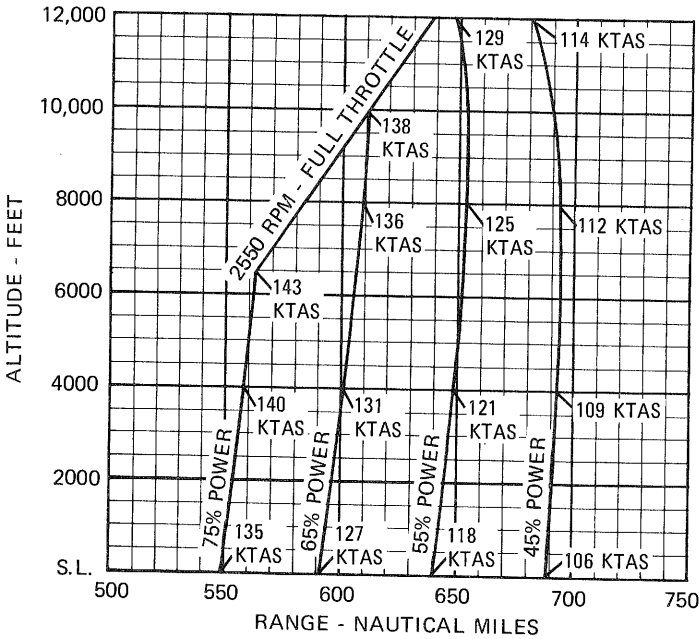 12,000
10,000
8000
6000
4000
2000
S.L.
ALTITUDE - FEET
500
550
600
650
700
750
RANGE - NAUTICAL MILES
2550 RPM - FULL THROTTLE
75% POWER
65% POWER
55% POWER
45% POWER
143
KTAS
140
KTAS
135
KTAS
138
KTAS
136
KTAS
131
KTAS
127
KTAS
129
KTAS
125
KTAS
121
KTAS
118
KTAS
114 KTAS
112 KTAS
109 KTAS
106 KTAS